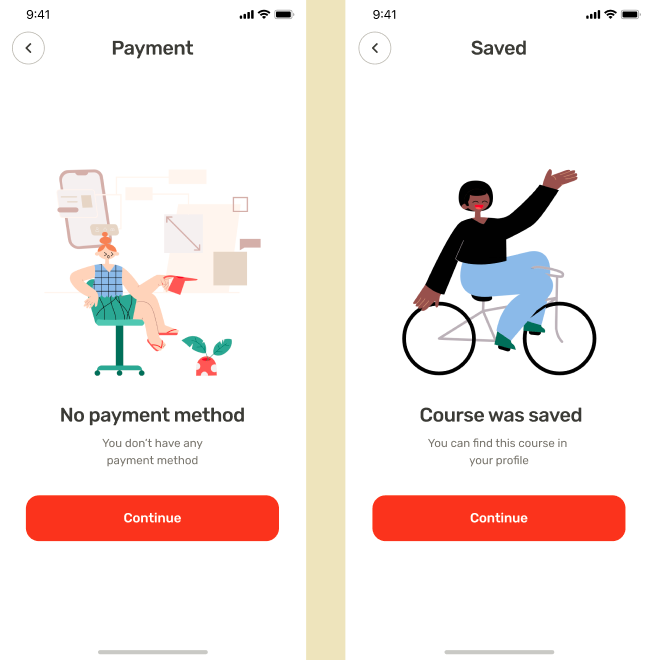 9:41
Payment
No payment method
You don't have any
payment method
Continue
9:41
Saved
Course was saved
You can find this course in
your profile
Continue